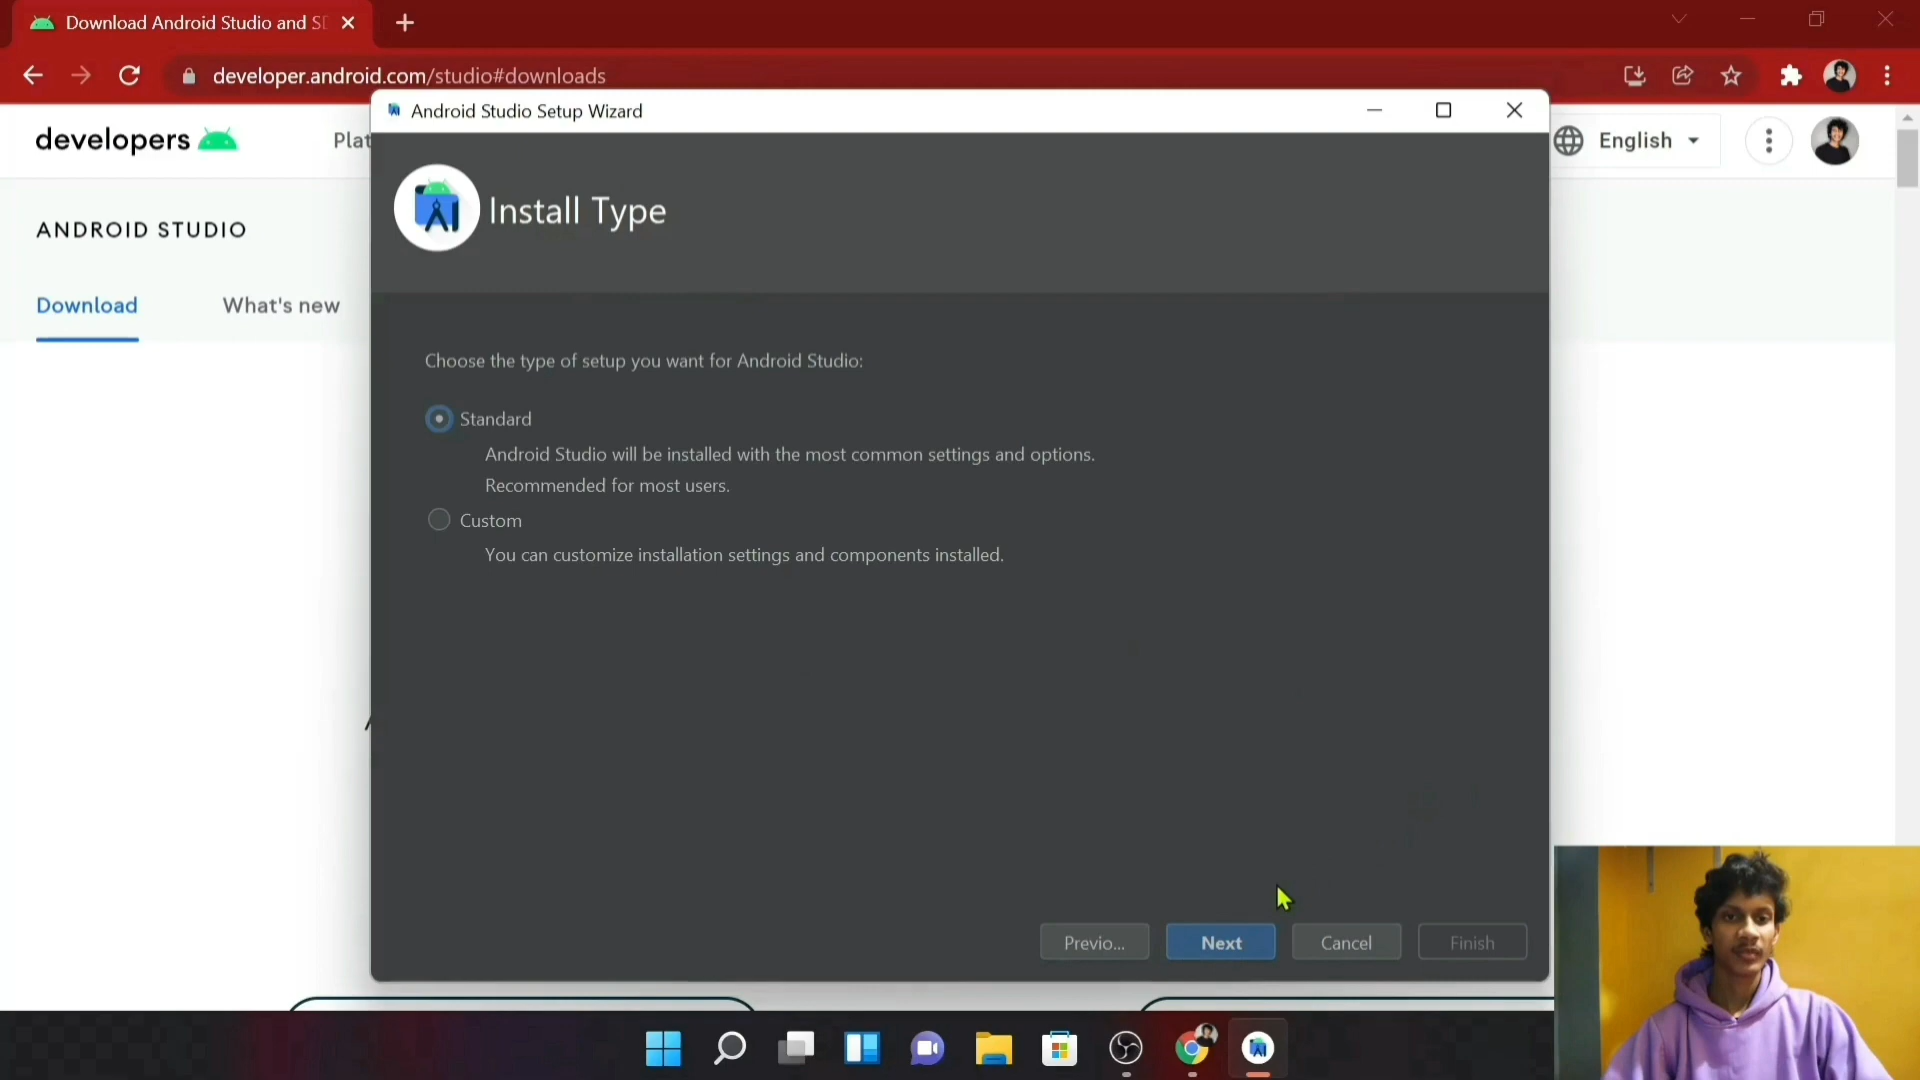 Download Android Studio and SD
developer.android.com/studio#downloads
Android Studio Setup Wizard
developers
Plat
English
Install Type
ANDROID STUDIO
Download
What's new
Choose the type of setup you want for Android Studio:
Standard
Android Studio will be installed with the most common settings and options.
Recommended for most users.
Custom
You can customize installation settings and components installed.
Previo...
Next
Cancel
Finish